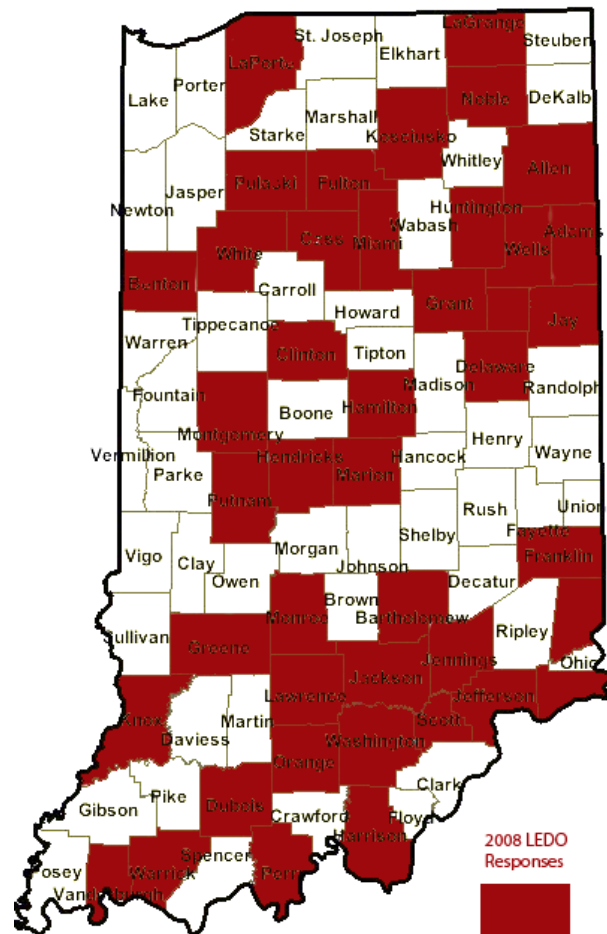 LaGrange
St. Joseph
Steuben
Elkhart
LaPorte
Porter
Lake
Noble
DeKalb
Marshall
Starke
Kosciusko
Whitley
Allen
Pulaski
Fulton
Jasper
Newton
Wabash
Huntington
Cass
Miami
White
Wells
Adams
Benton
Carroll
Grant
Howard
Jay
Tippecanoe
Warren
Clinton
Tipton
Delaware
Madison
Randolph
Fountain
Boone
Hamilton
Montgomery
Henry
Wayne
Vermillion
Hendricks
Marion
Hancock
Parke
Putnam
Rush
Union
Shelby
Fayette
Vigo
Clay
Morgan
Johnson
Franklin
Owen
Decatur
Brown
Monroe
Bartholomew
Ripley
Sullivan
Greene
Jennings
Ohio
Jackson
Lawrence
Jefferson
Knox
Martin
Scott
Daviess
Washington
Orange
Clark
Pike
Gibson
Dubois
Crawford
Floyd
Harrison
2008 LEDO
Responses
Spencer
Posey
Warrick
Perry
Vanderburgh